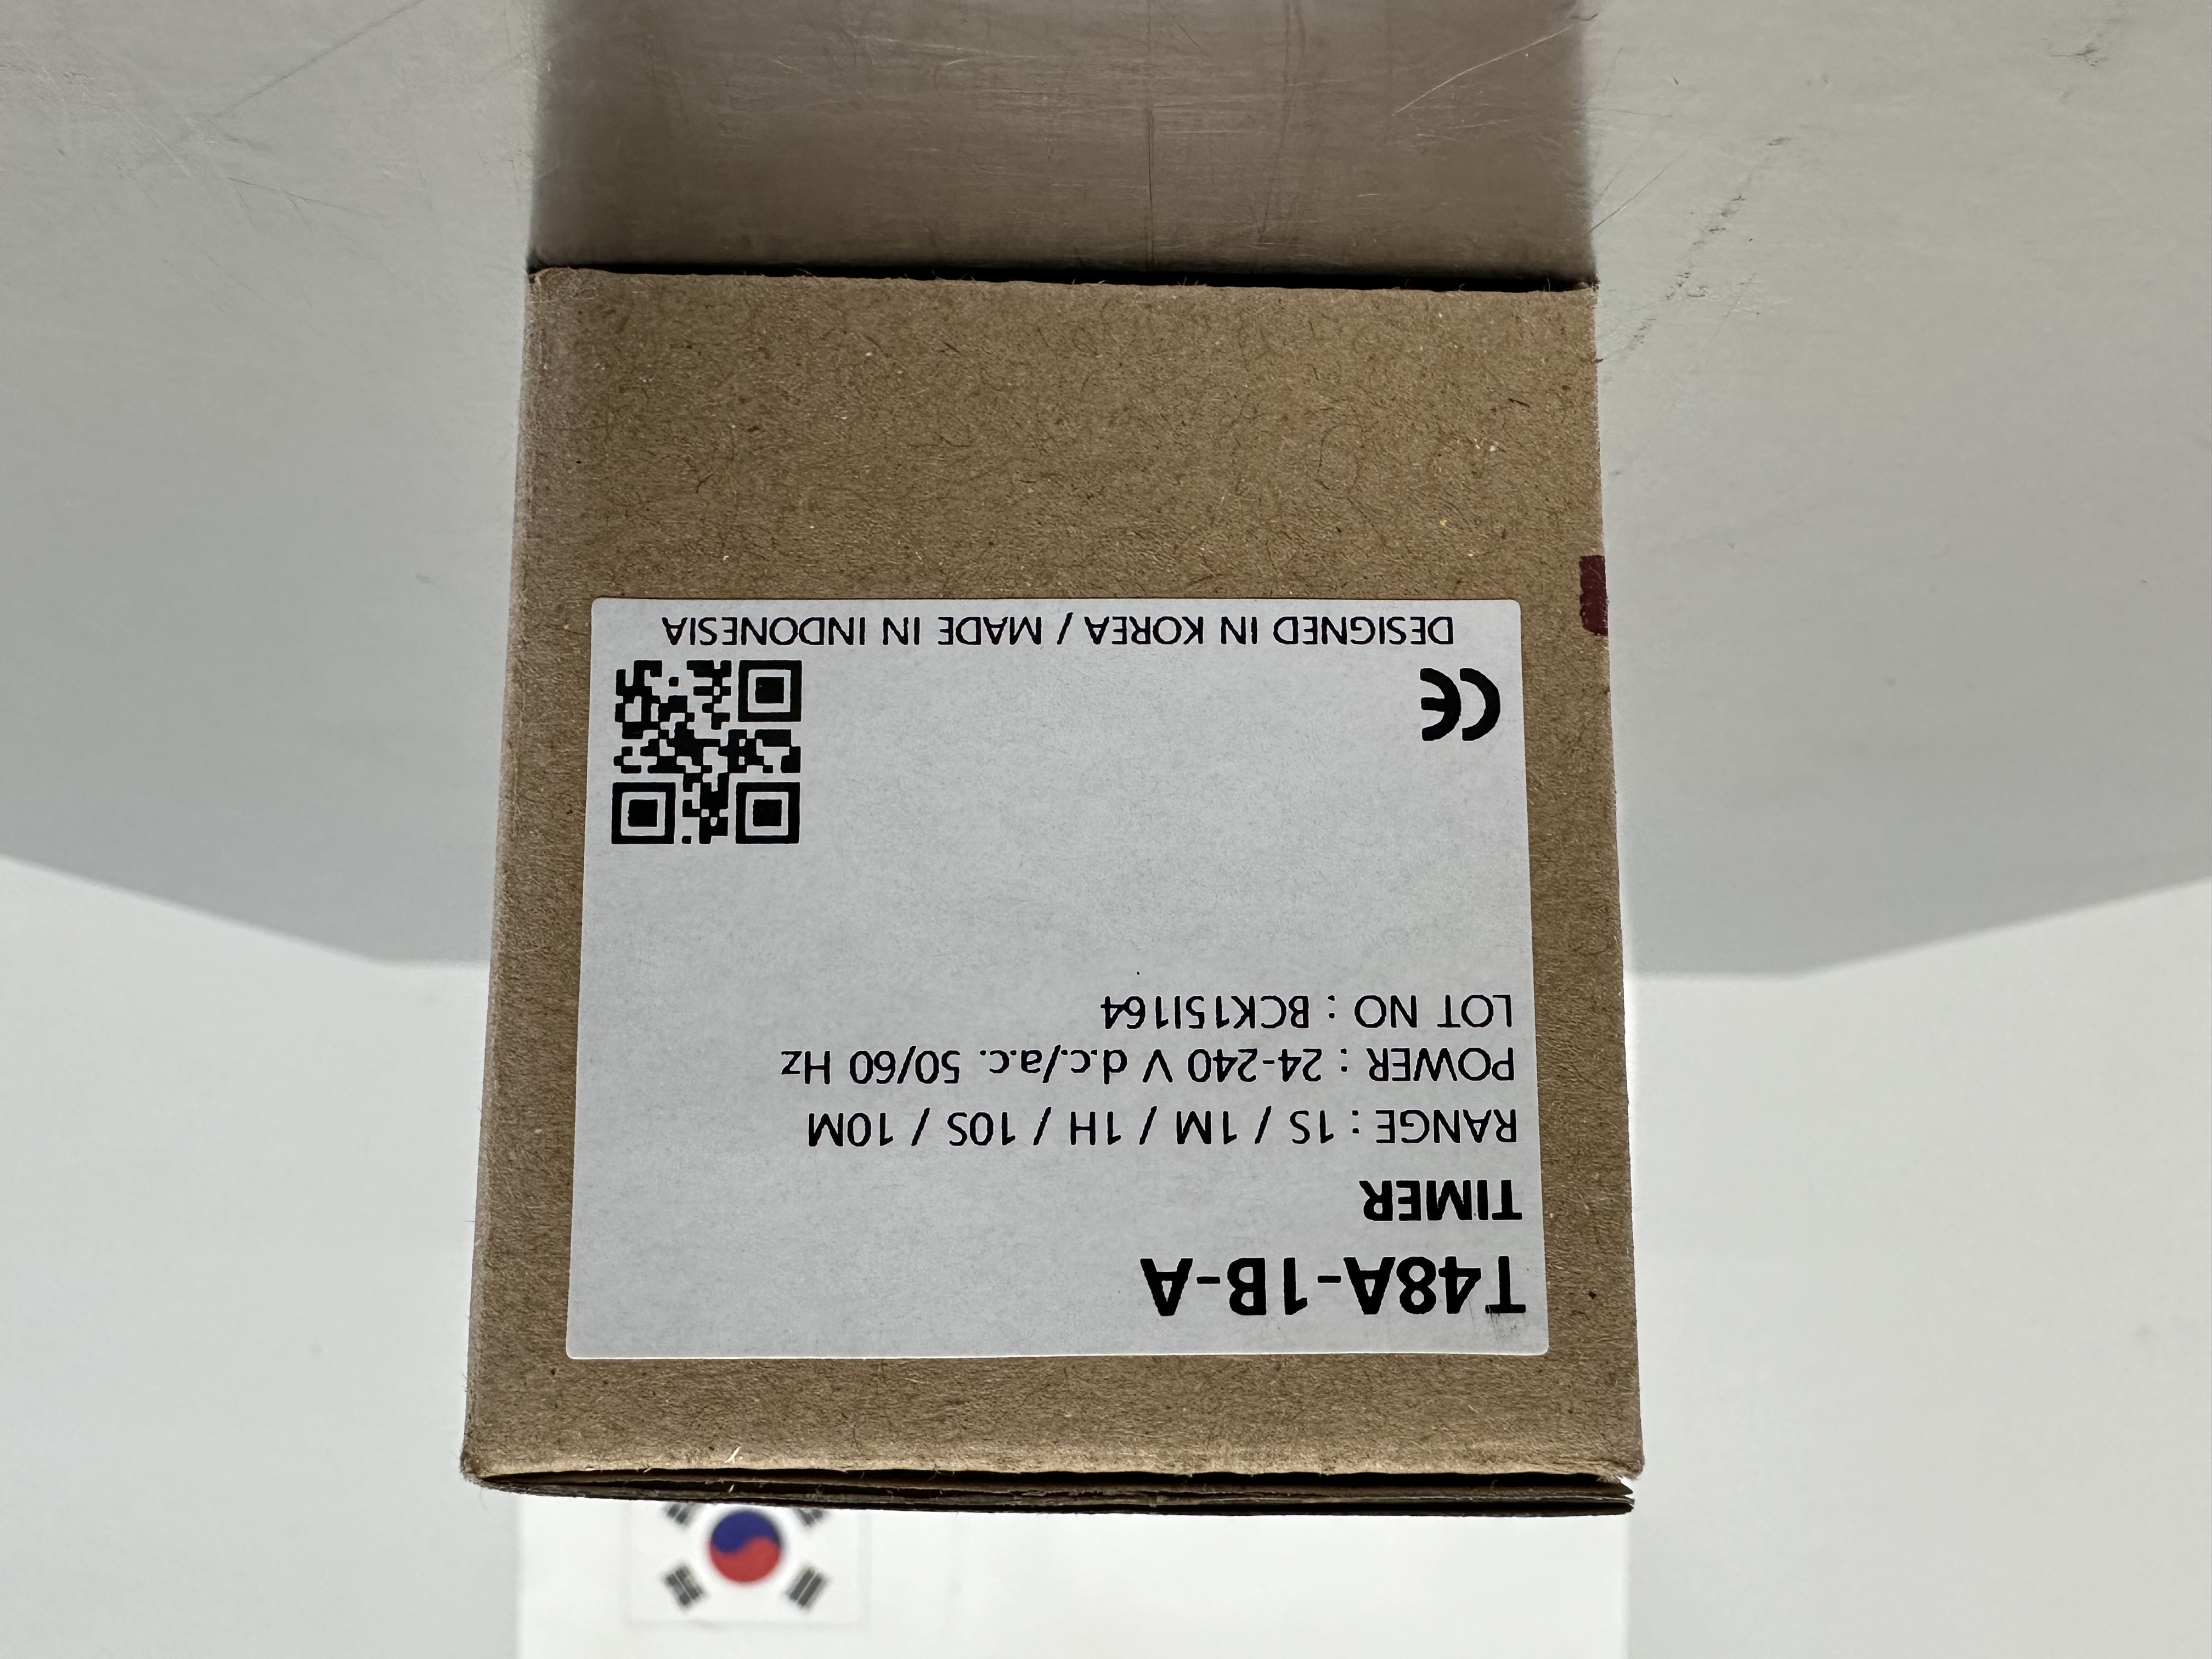 T48A-1B-A
TIMER
RANGE : 1S / 1M / 1H / 10S / 10M
POWER : 24-240 V d.c./a.c. 50/60 Hz
LOT NO : BCK15I164
CE
DESIGNED IN KOREA / MADE IN INDONESIA